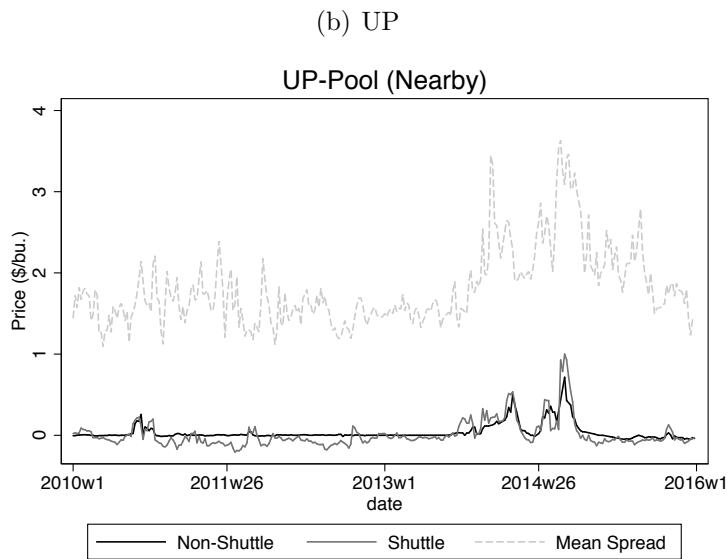 (b) UP
UP-Pool (Nearby)
4
3
2
1
0
Price ($/bu.)
2010w1 2011w26 2013w1 2014w26 2016w1
date
Non-Shuttle Shuttle Mean Spread